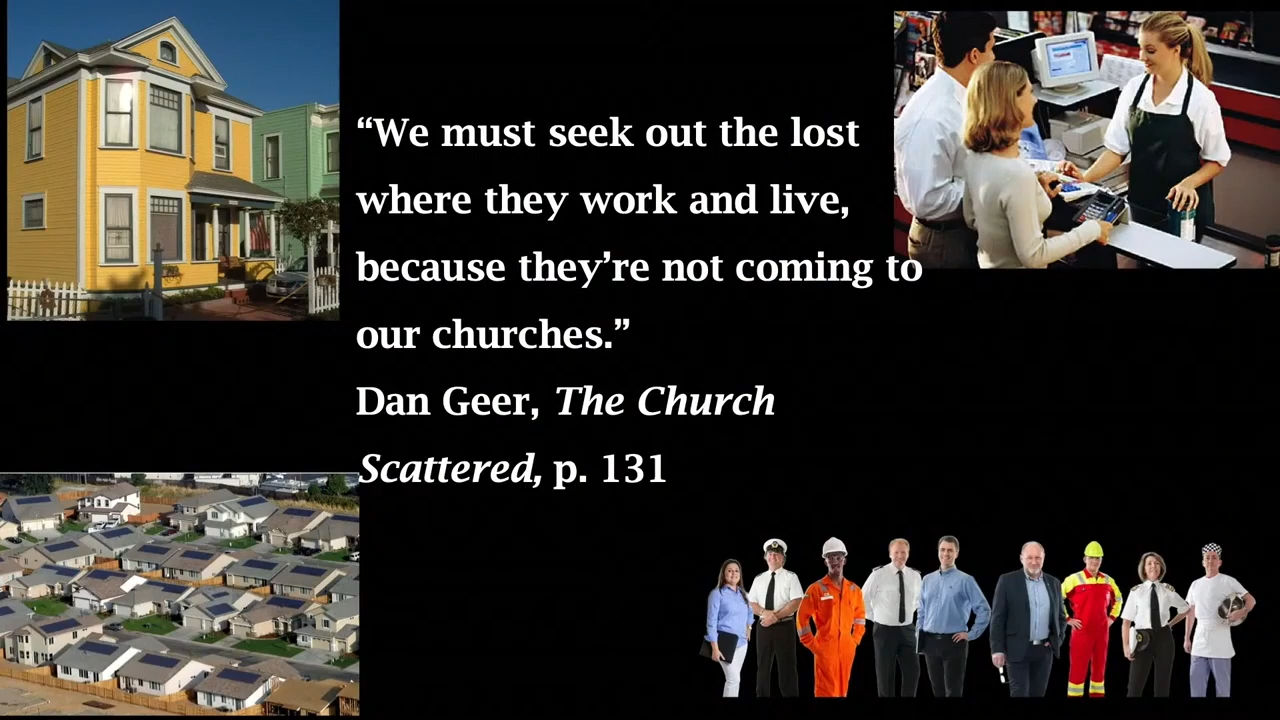 “We must seek out the lost
where they work and live,
because they’re not coming to
our churches.”
Dan Geer, The Church
Scattered, p. 131